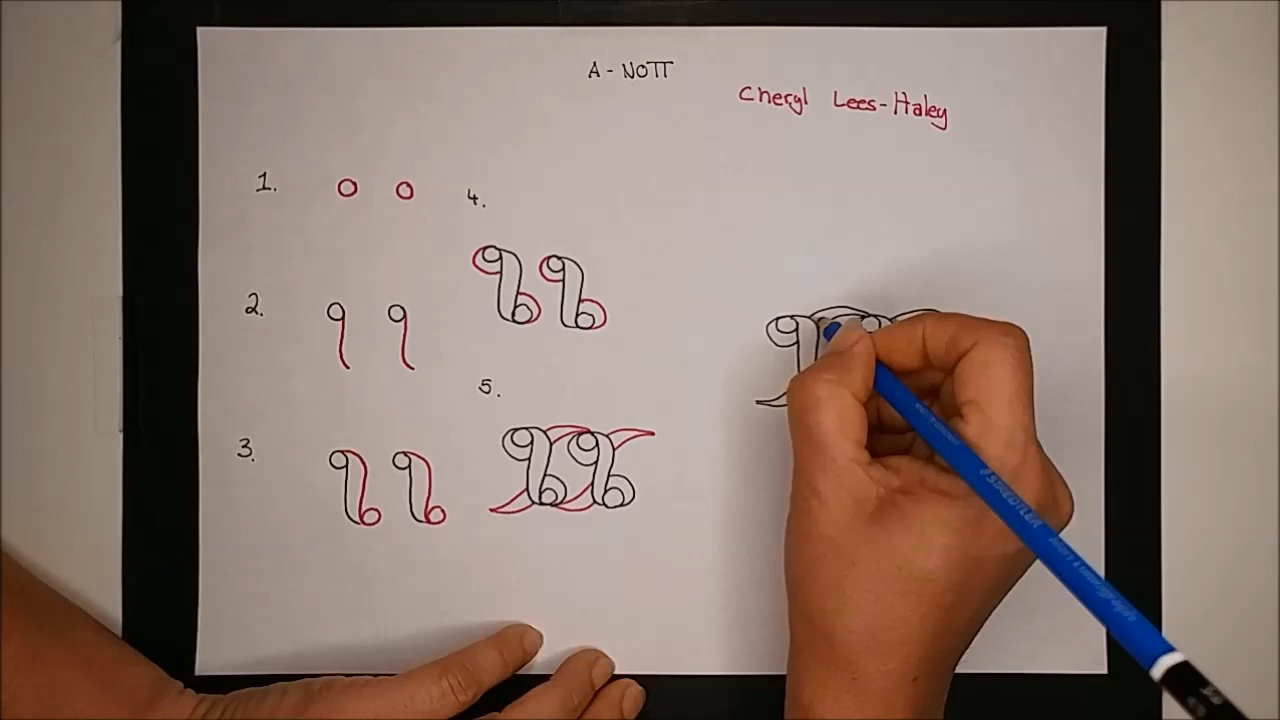 A - NOTT
Cheryl Lees-Haley
1.
4.
2.
5.
3.
STAEDTLER